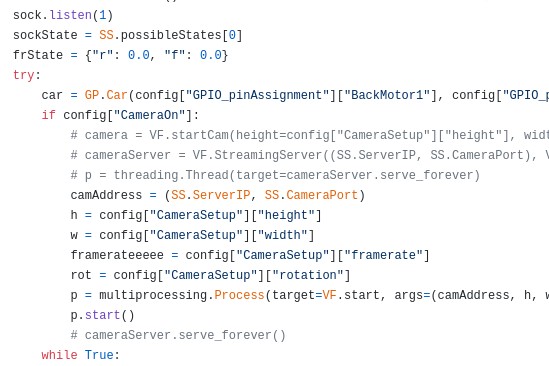 sock.listen(1)
sockState = SS.possibleStates[0]
frState = {"r": 0.0, "f": 0.0}
try:
car = GP.Car(config["GPIO_pinAssignment"]["BackMotor1"], config["GPIO_p
if config["CameraOn"]:
# camera = VF.startCam(height=config["CameraSetup"]["height"], widt
# cameraServer = VF.StreamingServer((SS.ServerIP, SS.CameraPort), V
# p = threading.Thread(target=cameraServer.serve_forever)
camAddress = (SS.ServerIP, SS.CameraPort)
h = config["CameraSetup"]["height"]
w = config["CameraSetup"]["width"]
framerateeeee = config["CameraSetup"]["framerate"]
rot = config["CameraSetup"]["rotation"]
p = multiprocessing.Process(target=VF.start, args=(camAddress, h, w
p.start()
# cameraServer.serve_forever()
while True: